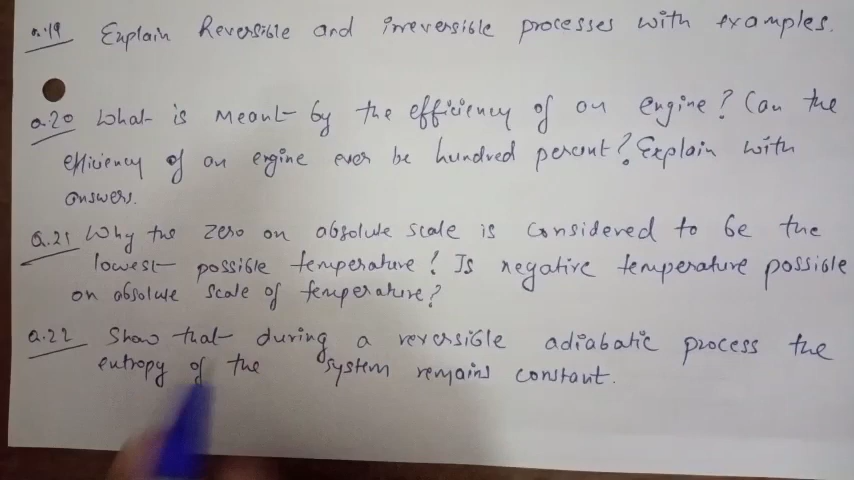 Q.19 Explain Reversible and irreversible processes with examples.
Q.20 What is meant by the efficiency of an engine? Can the
efficiency of an engine ever be hundred percent? Explain with
answers.
Q.21 Why the zero on absolute scale is considered to be the
lowest possible temperature! Is negative temperature possible
on absolute scale of temperature?
Q.22 Show that during a reversible adiabatic process the
entropy of the system remains constant.